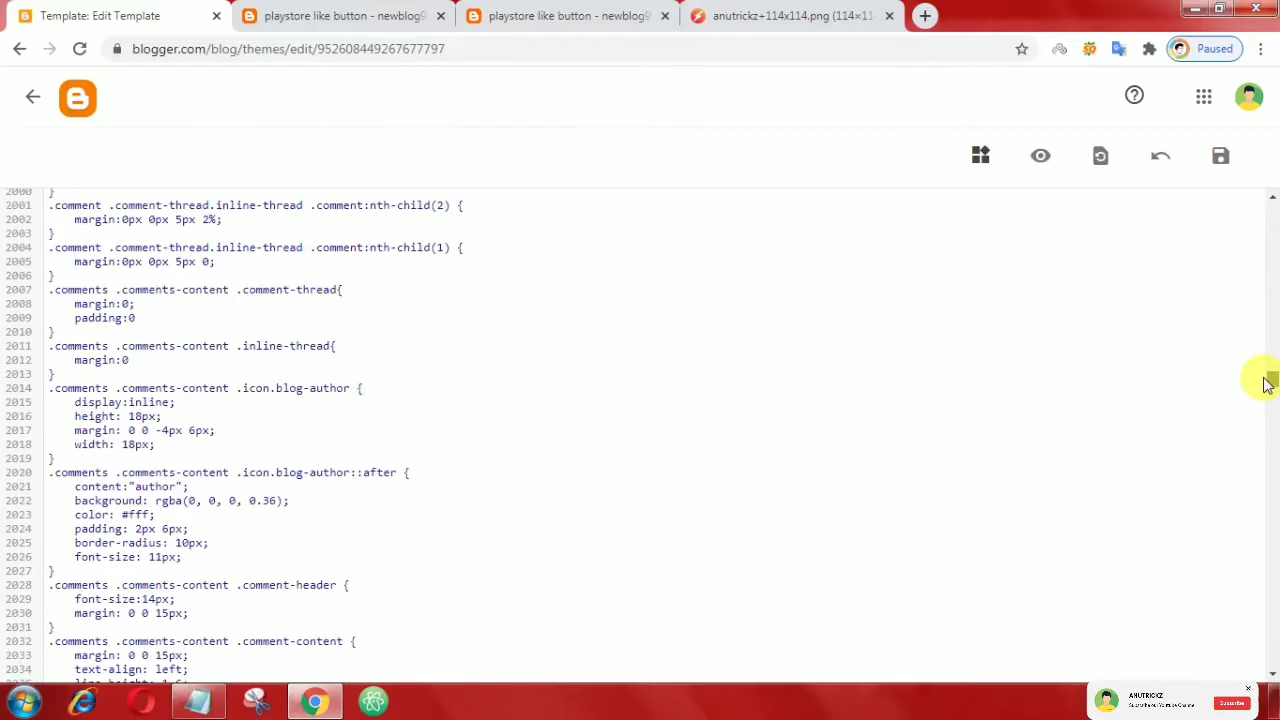 Template: Edit Template
playstore like button - newblog9
playstore like button - newblog9
anutrickz+114x114.png (114×11
blogger.com/blog/themes/edit/952608449267677797
Paused
2000 }
2001 .comment .comment-thread.inline-thread .comment:nth-child(2) {
2002 margin:0px 0px 5px 2%;
2003 }
2004 .comment .comment-thread.inline-thread .comment:nth-child(1) {
2005 margin:0px 0px 5px 0;
2006 }
2007 .comments .comments-content .comment-thread{
2008 margin:0;
2009 padding:0
2010 }
2011 .comments .comments-content .inline-thread{
2012 margin:0
2013 }
2014 .comments .comments-content .icon.blog-author {
2015 display:inline;
2016 height: 18px;
2017 margin: 0 0 -4px 6px;
2018 width: 18px;
2019 }
2020 .comments .comments-content .icon.blog-author::after {
2021 content:"author";
2022 background: rgba(0, 0, 0, 0.36);
2023 color: #fff;
2024 padding: 2px 6px;
2025 border-radius: 10px;
2026 font-size: 11px;
2027 }
2028 .comments .comments-content .comment-header {
2029 font-size:14px;
2030 margin: 0 0 15px;
2031 }
2032 .comments .comments-content .comment-content {
2033 margin: 0 0 15px;
2034 text-align: left;
ANUTRICKZ
Subscribe